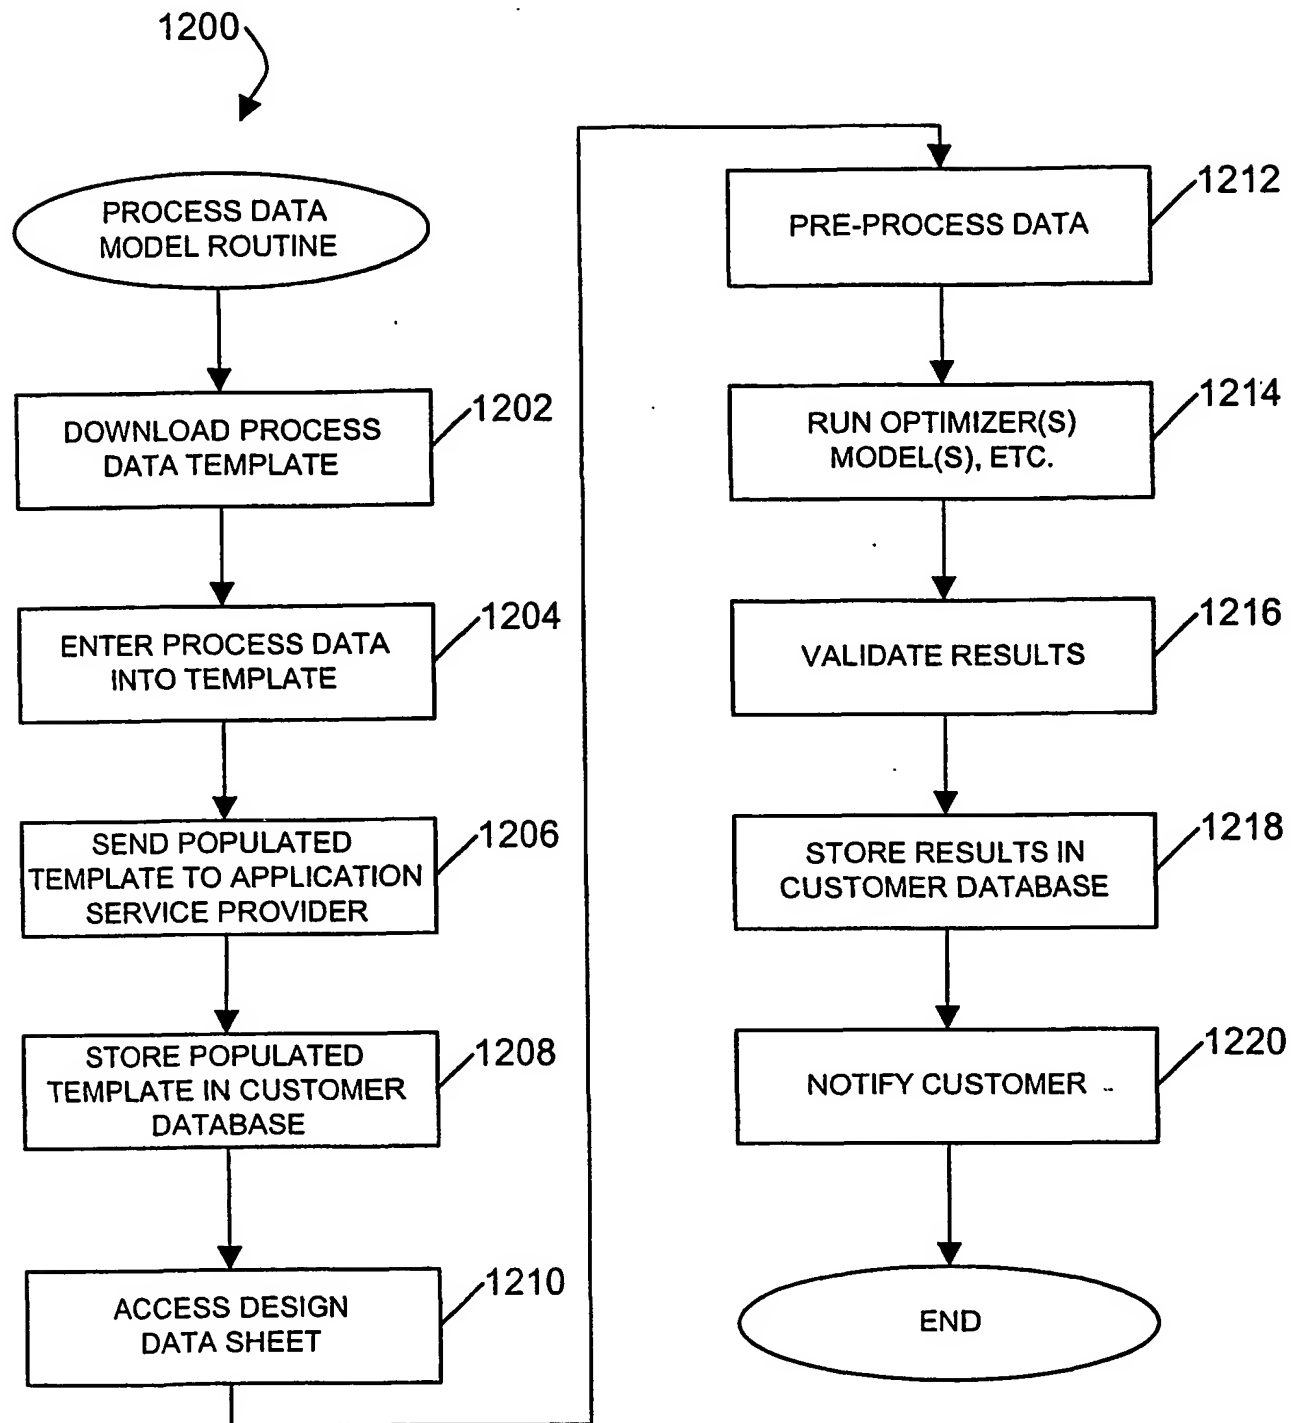 1200
PROCESS DATA
MODEL ROUTINE
1202
DOWNLOAD PROCESS
DATA TEMPLATE
1204
ENTER PROCESS DATA
INTO TEMPLATE
1206
SEND POPULATED
TEMPLATE TO APPLICATION
SERVICE PROVIDER
1208
STORE POPULATED
TEMPLATE IN CUSTOMER
DATABASE
1210
ACCESS DESIGN
DATA SHEET
1212
PRE-PROCESS DATA
1214
RUN OPTIMIZER(S)
MODEL(S), ETC.
1216
VALIDATE RESULTS
1218
STORE RESULTS IN
CUSTOMER DATABASE
1220
NOTIFY CUSTOMER
END